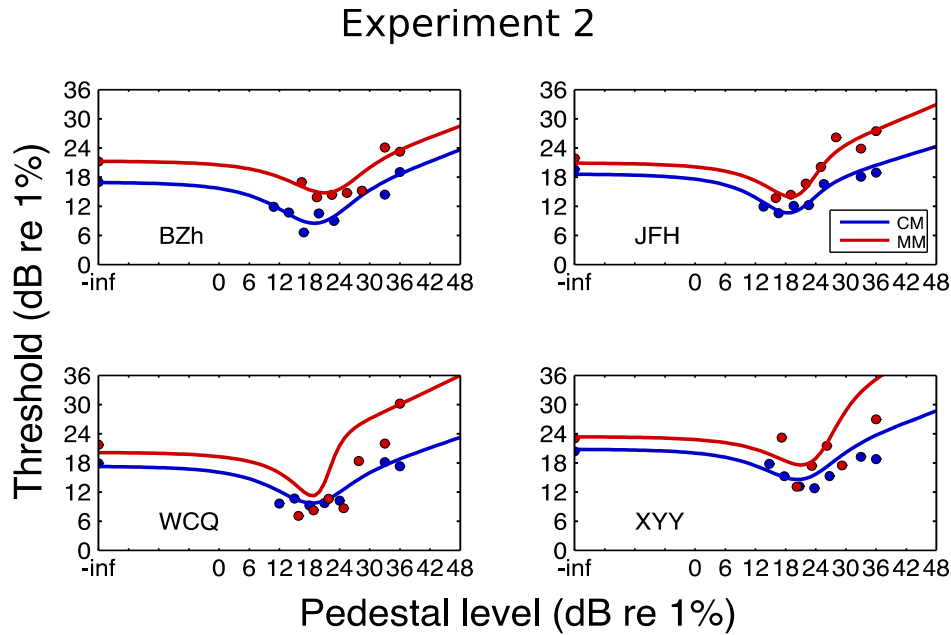 Experiment 2
Threshold (dB re 1%)
36
30
24
18
12
6
0
BZh
-inf 0 6 12 18 24 30 36 42 48
36
30
24
18
12
6
0
JFH
CM
MM
-inf 0 6 12 18 24 30 36 42 48
36
30
24
18
12
6
0
WCQ
-inf 0 6 12 18 24 30 36 42 48
36
30
24
18
12
6
0
XYY
-inf 0 6 12 18 24 30 36 42 48
Pedestal level (dB re 1%)